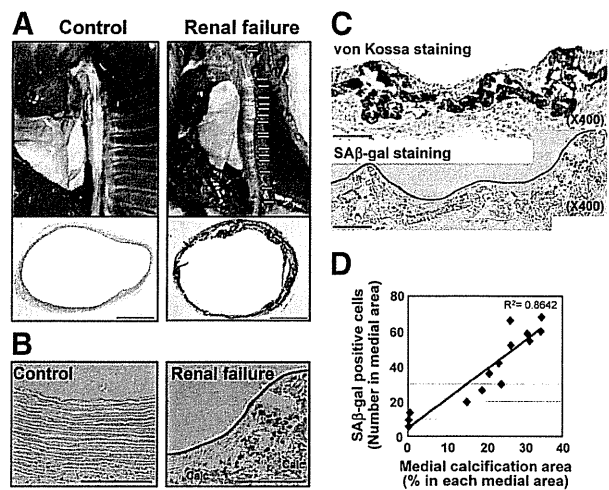 A
Control
Renal failure
B
Control
Renal failure
Calc
Calc
C
von Kossa staining
(X400)
SAβ-gal staining
(X400)
D
R²= 0.8642
SAβ-gal positive cells
(Number in medial area)
80
60
40
20
0
0
10
20
30
40
Medial calcification area
(% in each medial area)